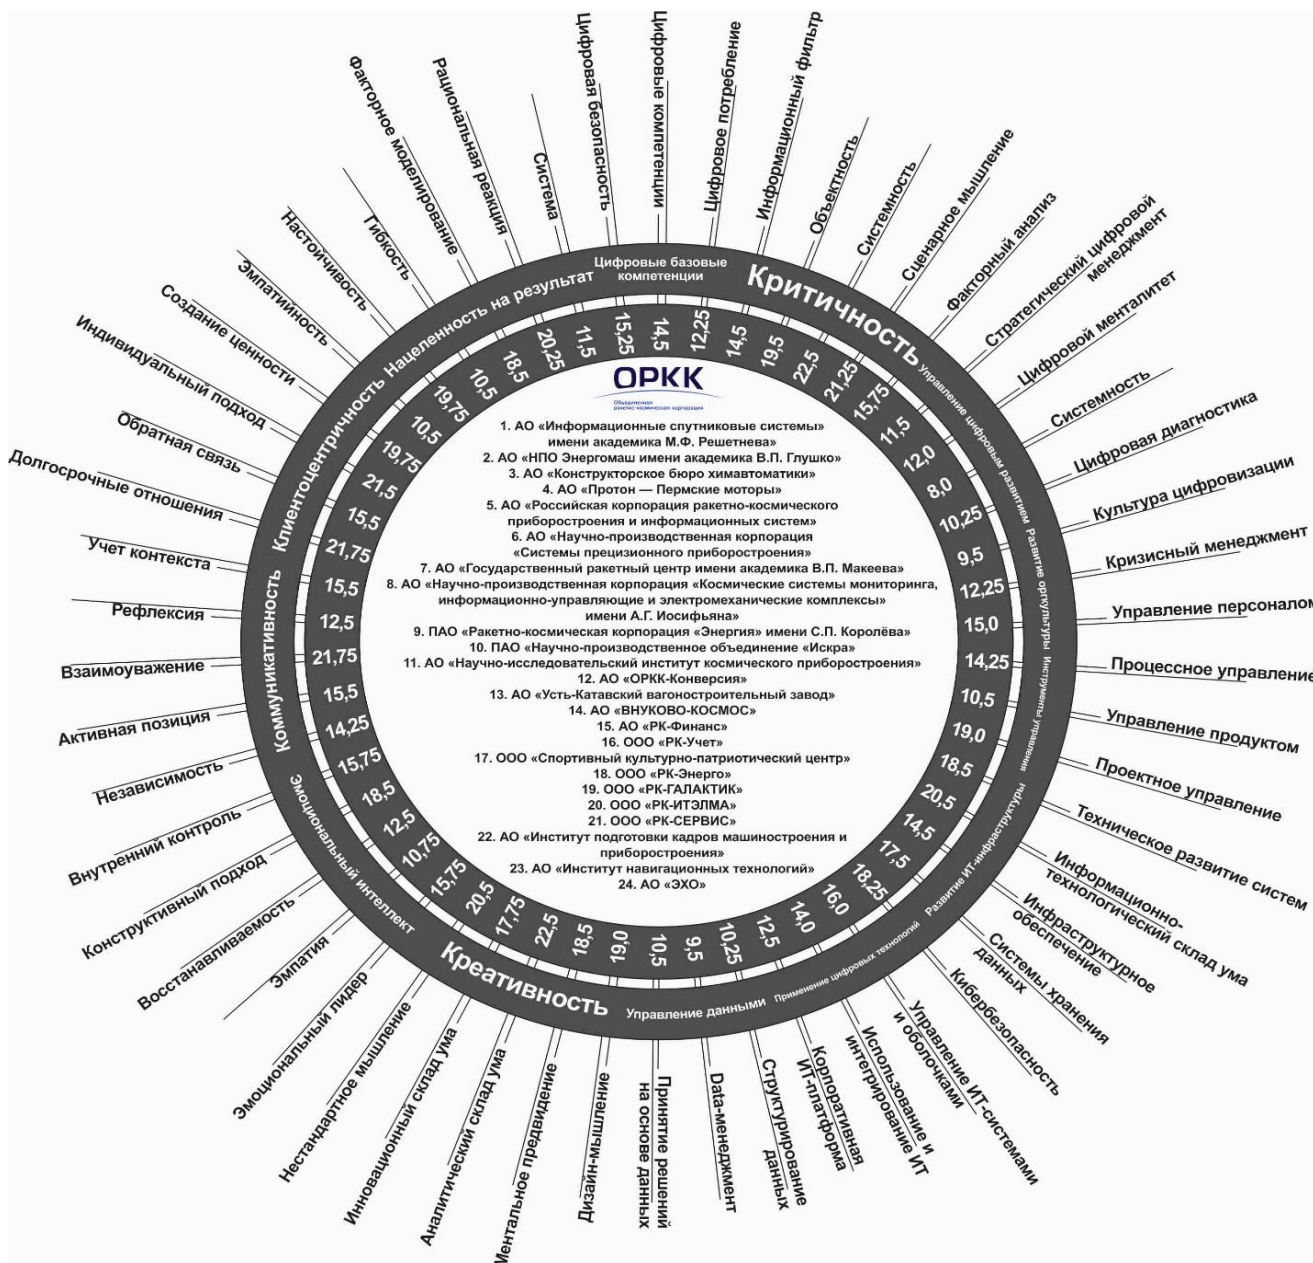 Цифровые компетенции
Цифровое потребление
Информационный фильтр
Объектность
Системность
Сценарное мышление
Факторный анализ
Стратегический цифровой
менеджмент
Цифровой менталитет
Системность
Цифровая диагностика
Культура цифровизации
Кризисный менеджмент
Управление персоналом
Процессное управление
Управление продуктом
Проектное управление
Техническое развитие систем
Информационно-
технологический склад ума
Инфраструктурное
обеспечение
Системы хранения
данных
Кибербезопасность
Управление ИТ-системами
и оболочками
Использование и
интегрирование ИТ
Корпоративная
ИТ-платформа
Структурирование
данных
Data-менеджмент
Принятие решений
на основе данных
Дизайн-мышление
Ментальное предвидение
Аналитический склад ума
Инновационный склад ума
Нестандартное мышление
Эмоциональный лидер
Эмпатия
Восстанавливаемость
Конструктивный подход
Внутренний контроль
Независимость
Активная позиция
Взаимоуважение
Рефлексия
Учет контекста
Долгосрочные отношения
Обратная связь
Индивидуальный подход
Создание ценности
Эмпатийность
Настойчивость
Гибкость
Факторное моделирование
Рациональная реакция
Система
Цифровая безопасность
Цифровые базовые
компетенции
Критичность
Управление цифровым развитием
Развитие оргкультуры
Инструменты управления
Развитие ИТ-инфраструктуры
Применение цифровых технологий
Управление данными
Креативность
Эмоциональный интеллект
Коммуникативность
Клиентоцентричность
Нацеленность на результат
14,5
12,25
14,5
19,5
22,5
21,25
15,75
11,5
12,0
8,0
10,25
9,5
12,25
15,0
14,25
10,5
19,0
18,5
20,5
14,5
17,5
18,25
16,0
14,0
12,5
10,25
9,5
10,5
19,0
18,5
22,5
17,75
20,5
15,75
10,75
12,5
18,5
15,75
14,25
15,5
21,75
12,5
15,5
21,75
15,5
21,5
19,75
10,5
19,75
10,5
18,5
20,25
11,5
15,25
ОРКК
Объединенная
ракетно-космическая корпорация
1. АО «Информационные спутниковые системы»
имени академика М.Ф. Решетнева»
2. АО «НПО Энергомаш имени академика В.П. Глушко»
3. АО «Конструкторское бюро химавтоматики»
4. АО «Протон — Пермские моторы»
5. АО «Российская корпорация ракетно-космического
приборостроения и информационных систем»
6. АО «Научно-производственная корпорация
«Системы прецизионного приборостроения»
7. АО «Государственный ракетный центр имени академика В.П. Макеева»
8. АО «Научно-производственная корпорация «Космические системы мониторинга,
информационно-управляющие и электромеханические комплексы»
имени А.Г. Иосифьяна»
9. ПАО «Ракетно-космическая корпорация «Энергия» имени С.П. Королёва»
10. ПАО «Научно-производственное объединение «Искра»
11. АО «Научно-исследовательский институт космического приборостроения»
12. АО «ОРКК-Конверсия»
13. АО «Усть-Катавский вагоностроительный завод»
14. АО «ВНУКОВО-КОСМОС»
15. АО «РК-Финанс»
16. ООО «РК-Учет»
17. ООО «Спортивный культурно-патриотический центр»
18. ООО «РК-Энерго»
19. ООО «РК-ГАЛАКТИК»
20. ООО «РК-ИТЭЛМА»
21. ООО «РК-СЕРВИС»
22. АО «Институт подготовки кадров машиностроения и
приборостроения»
23. АО «Институт навигационных технологий»
24. АО «ЭХО»